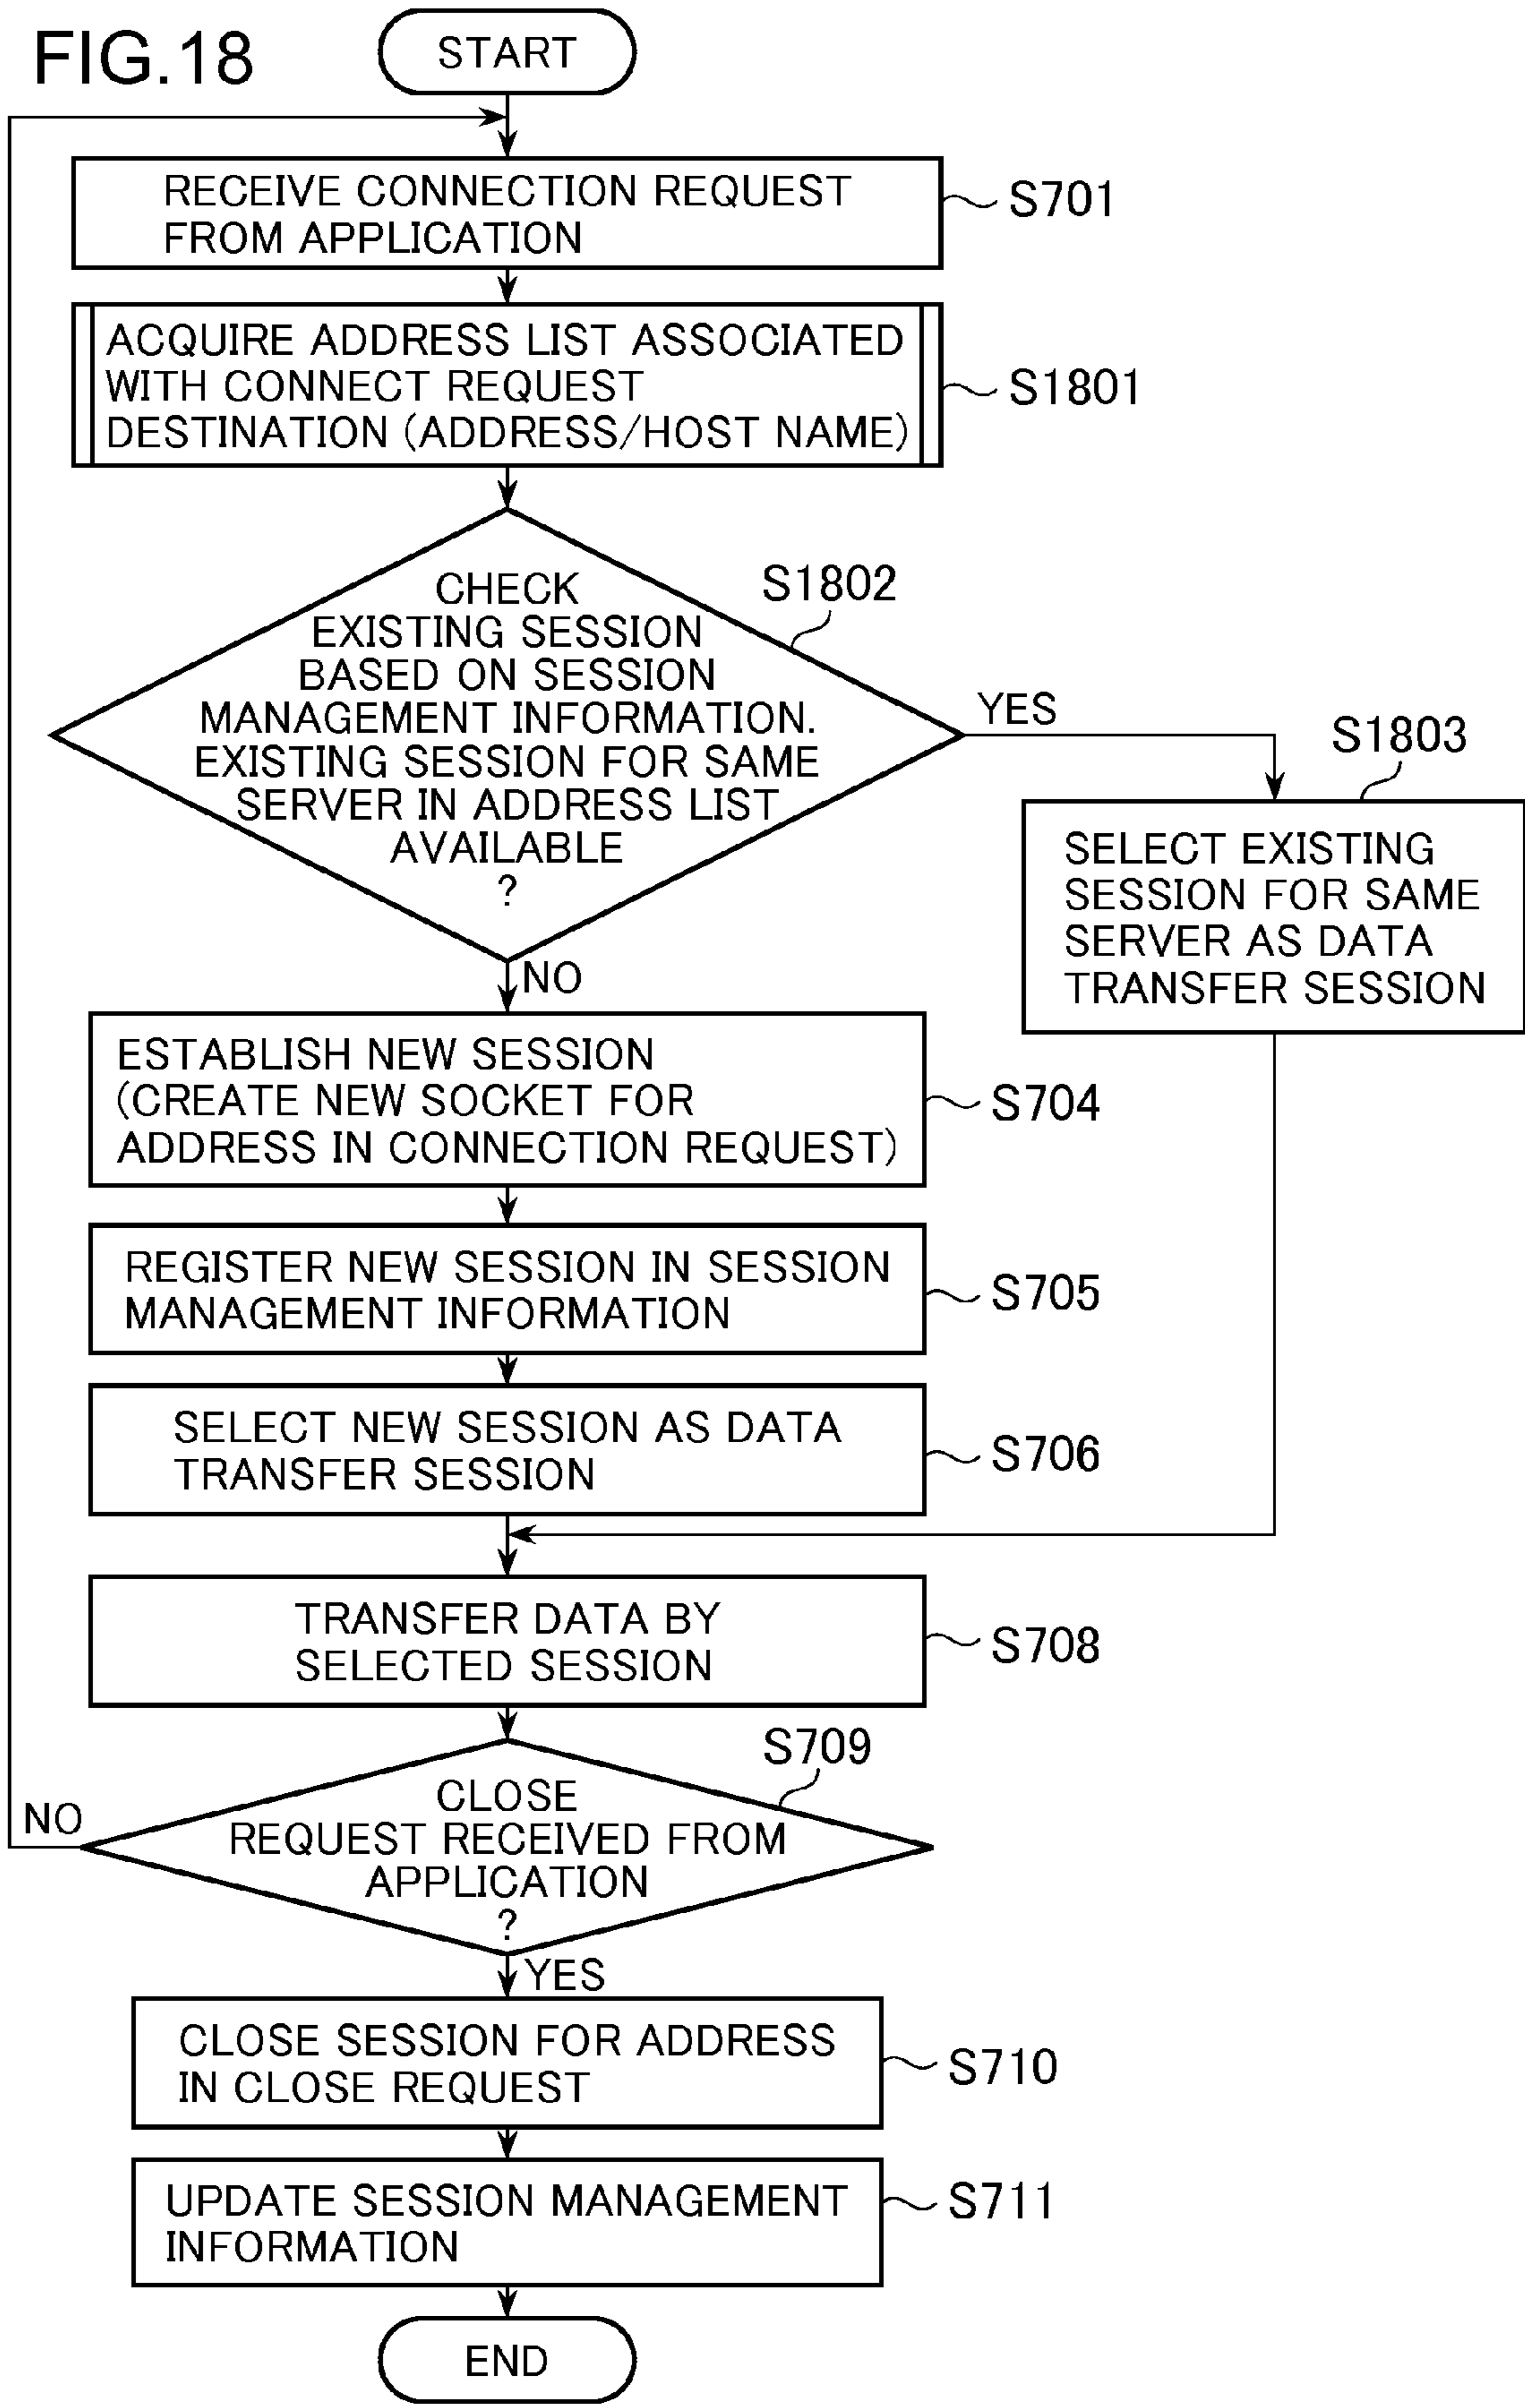 FIG.18
START
RECEIVE CONNECTION REQUEST
FROM APPLICATION
S701
ACQUIRE ADDRESS LIST ASSOCIATED
WITH CONNECT REQUEST
DESTINATION (ADDRESS/HOST NAME)
S1801
CHECK
EXISTING SESSION
BASED ON SESSION
MANAGEMENT INFORMATION.
EXISTING SESSION FOR SAME
SERVER IN ADDRESS LIST
AVAILABLE
?
S1802
YES
S1803
SELECT EXISTING
SESSION FOR SAME
SERVER AS DATA
TRANSFER SESSION
NO
ESTABLISH NEW SESSION
(CREATE NEW SOCKET FOR
ADDRESS IN CONNECTION REQUEST)
S704
REGISTER NEW SESSION IN SESSION
MANAGEMENT INFORMATION
S705
SELECT NEW SESSION AS DATA
TRANSFER SESSION
S706
TRANSFER DATA BY
SELECTED SESSION
S708
S709
CLOSE
REQUEST RECEIVED FROM
APPLICATION
?
NO
YES
CLOSE SESSION FOR ADDRESS
IN CLOSE REQUEST
S710
UPDATE SESSION MANAGEMENT
INFORMATION
S711
END